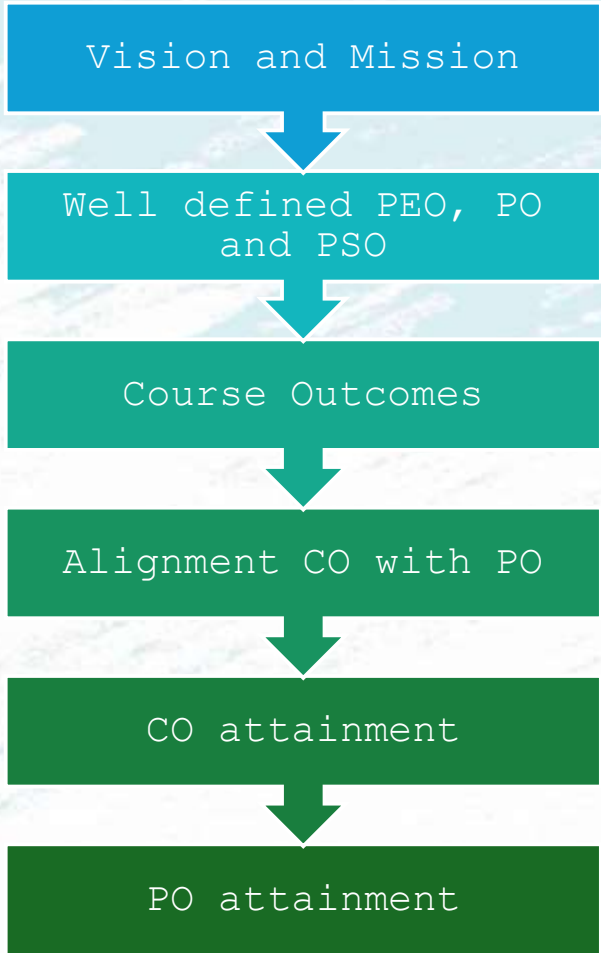 Vision and Mission
Well defined PEO, PO
and PSO
Course Outcomes
Alignment CO with PO
CO attainment
PO attainment